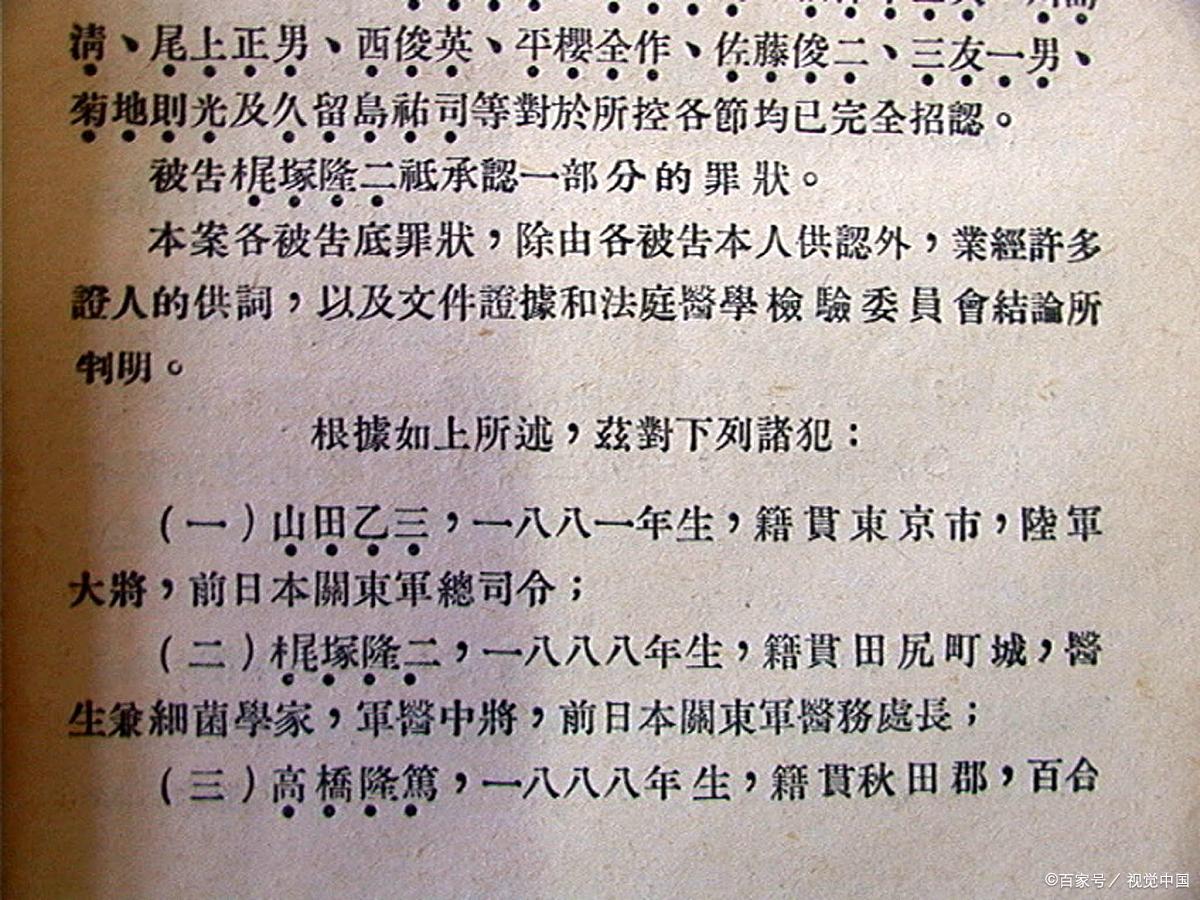 清、尾上正男、西俊英、平櫻全作、佐藤俊二、三友一男、
菊地則光及久留島祐司等對於所控各節均已完全招認。
被告梶塚隆二祗承認一部分的罪狀。
本案各被告底罪狀，除由各被告本人供認外，業經許多
證人的供詞，以及文件證據和法庭醫學檢驗委員會結論所
判明。
根據如上所述，茲對下列諸犯：
(一)山田乙三，一八八一年生，籍貫東京市，陸軍
大將，前日本關東軍總司令；
(二)梶塚隆二，一八八八年生，籍貫田尻町城，醫
生兼細菌學家，軍醫中將，前日本關東軍醫務處長；
(三)高橋隆篤，一八八八年生，籍貫秋田郡，百合
©百家号／视觉中国